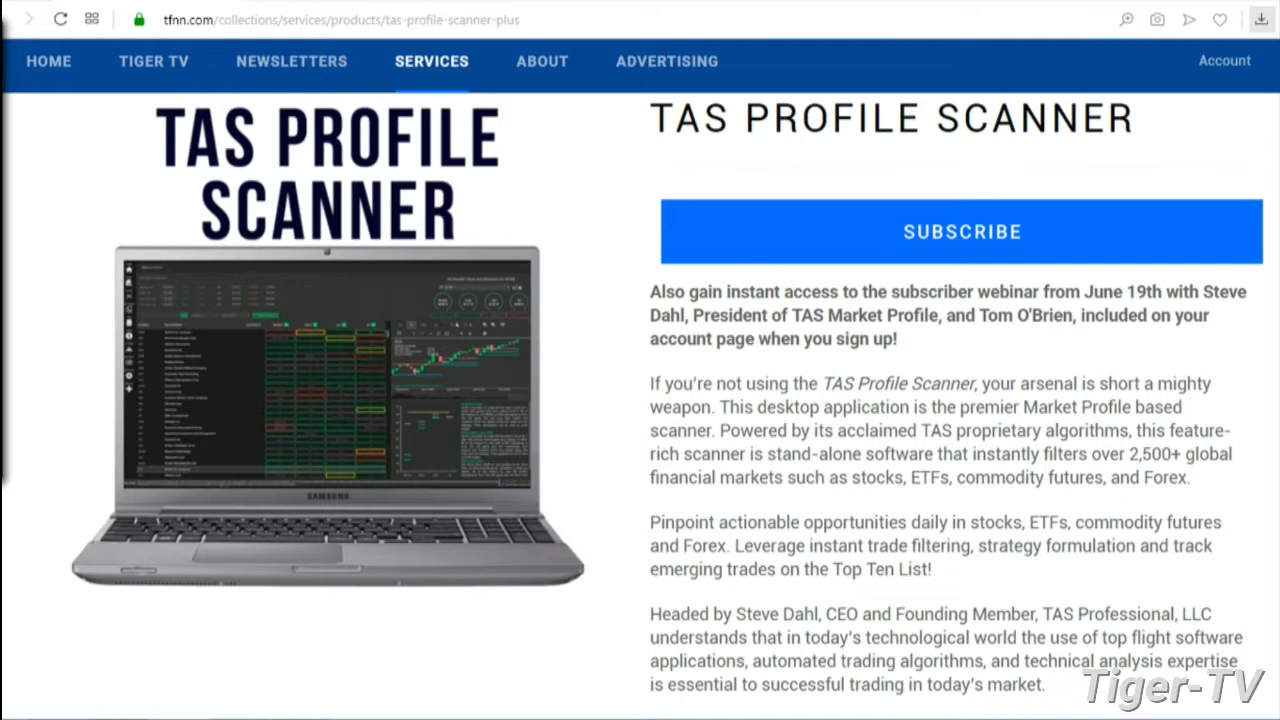 tfnn.com/collections/services/products/tas-profile-scanner-plus
HOME TIGER TV NEWSLETTERS SERVICES ABOUT ADVERTISING Account
TAS PROFILE
SCANNER
SAMSUNG
TAS PROFILE SCANNER
SUBSCRIBE
Also gain instant access to the subscriber webinar from June 19th with Steve
Dahl, President of TAS Market Profile, and Tom O'Brien, included on your
account page when you sign up!
If you're not using the TAS Profile Scanner, your arsenal is short a mighty
weapon. This desktop application is the premier Market Profile based
scanner. Powered by its acclaimed TAS proprietary algorithms, this feature-
rich scanner is stand-alone software that instantly filters over 2,500+ global
financial markets such as stocks, ETFs, commodity futures, and Forex.
Pinpoint actionable opportunities daily in stocks, ETFs, commodity futures
and Forex. Leverage instant trade filtering, strategy formulation and track
emerging trades on the Top Ten List!
Headed by Steve Dahl, CEO and Founding Member, TAS Professional, LLC
understands that in today's technological world the use of top flight software
applications, automated trading algorithms, and technical analysis expertise
is essential to successful trading in today's market.
Tiger-TV